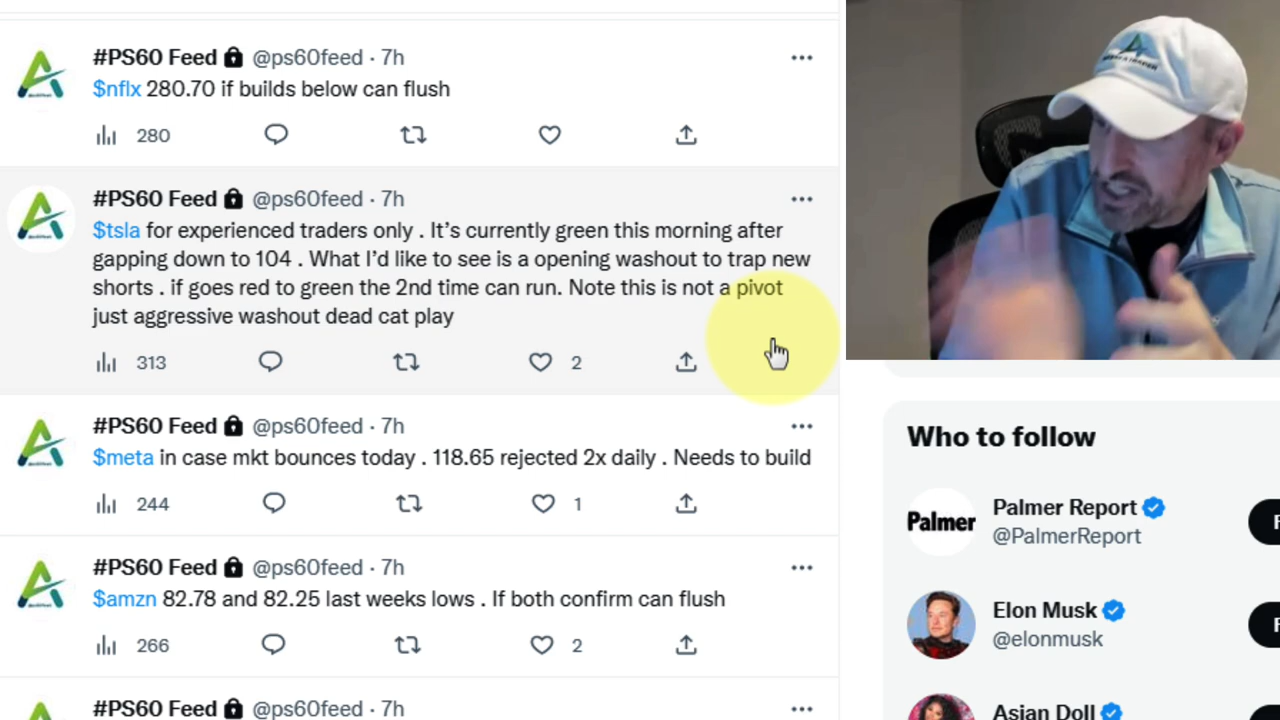 #PS60 Feed @ps60feed · 7h
$nflx 280.70 if builds below can flush
280
#PS60 Feed @ps60feed · 7h
$tsla for experienced traders only . It’s currently green this morning after
gapping down to 104 . What I’d like to see is a opening washout to trap new
shorts . if goes red to green the 2nd time can run. Note this is not a pivot
just aggressive washout dead cat play
313 2
#PS60 Feed @ps60feed · 7h
$meta in case mkt bounces today . 118.65 rejected 2x daily . Needs to build
244 1
#PS60 Feed @ps60feed · 7h
$amzn 82.78 and 82.25 last weeks lows . If both confirm can flush
266 2
#PS60 Feed @ps60feed · 7h
Who to follow
Palmer
Palmer Report
@PalmerReport
Elon Musk
@elonmusk
Asian Doll